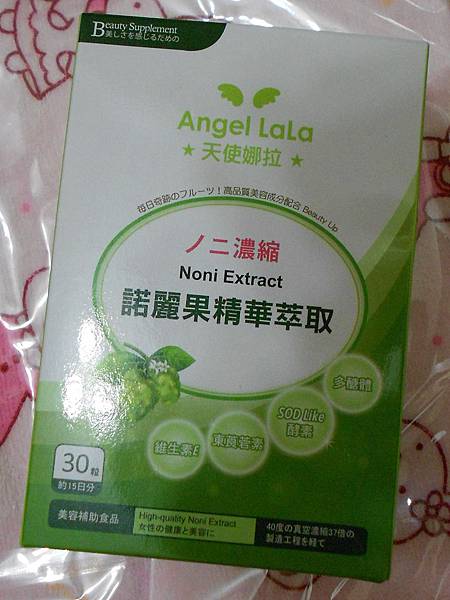 Beauty Supplement
美しさを感じるための
Angel LaLa
★ 天使娜拉 ★
毎日奇跡のフルーツ！高品質美容成分配合 Beauty Up
ノニ濃縮
Noni Extract
諾麗果精華萃取
多醣體
SOD Like
酵素
東莨菪素
維生素E
30粒
約15日分
美容補助食品
High-quality Noni Extract
女性の健康と美容に
40度の真空濃縮37倍の
製造工程を経て